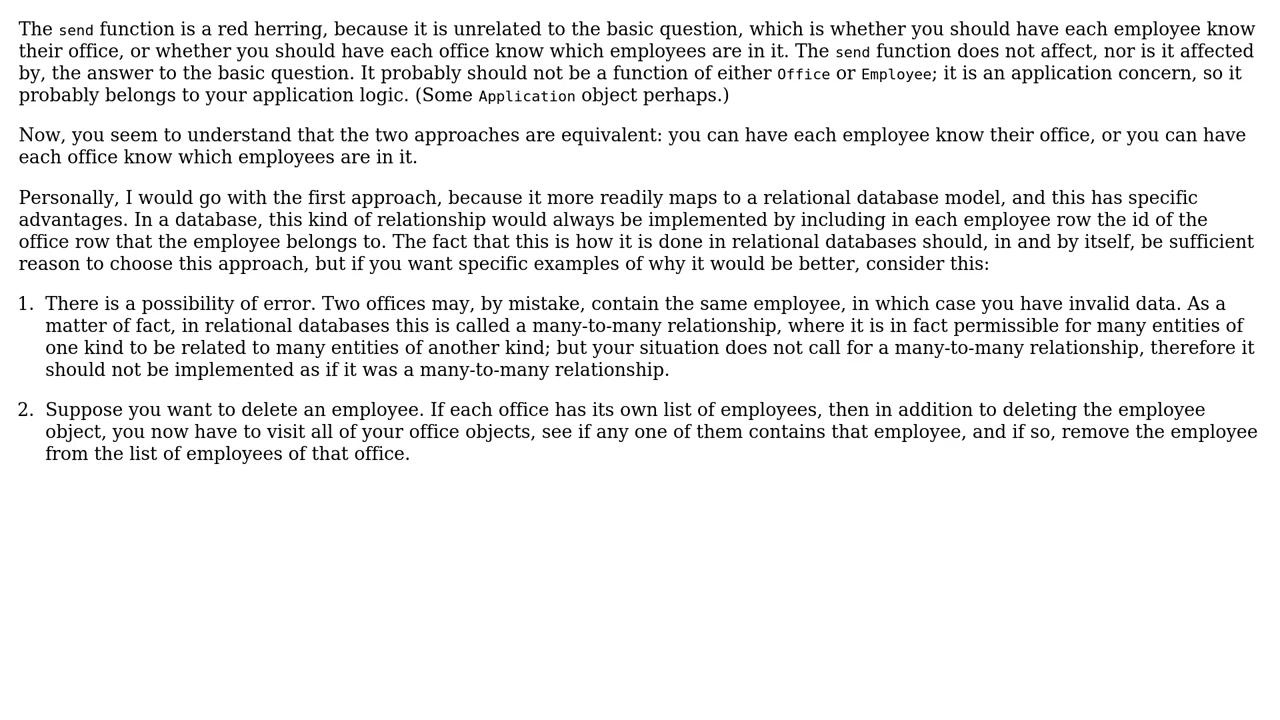 The send function is a red herring, because it is unrelated to the basic question, which is whether you should have each employee know
their office, or whether you should have each office know which employees are in it. The send function does not affect, nor is it affected
by, the answer to the basic question. It probably should not be a function of either Office or Employee; it is an application concern, so it
probably belongs to your application logic. (Some Application object perhaps.)
Now, you seem to understand that the two approaches are equivalent: you can have each employee know their office, or you can have
each office know which employees are in it.
Personally, I would go with the first approach, because it more readily maps to a relational database model, and this has specific
advantages. In a database, this kind of relationship would always be implemented by including in each employee row the id of the
office row that the employee belongs to. The fact that this is how it is done in relational databases should, in and by itself, be sufficient
reason to choose this approach, but if you want specific examples of why it would be better, consider this:
1. There is a possibility of error. Two offices may, by mistake, contain the same employee, in which case you have invalid data. As a
matter of fact, in relational databases this is called a many-to-many relationship, where it is in fact permissible for many entities of
one kind to be related to many entities of another kind; but your situation does not call for a many-to-many relationship, therefore it
should not be implemented as if it was a many-to-many relationship.
2. Suppose you want to delete an employee. If each office has its own list of employees, then in addition to deleting the employee
object, you now have to visit all of your office objects, see if any one of them contains that employee, and if so, remove the employee
from the list of employees of that office.